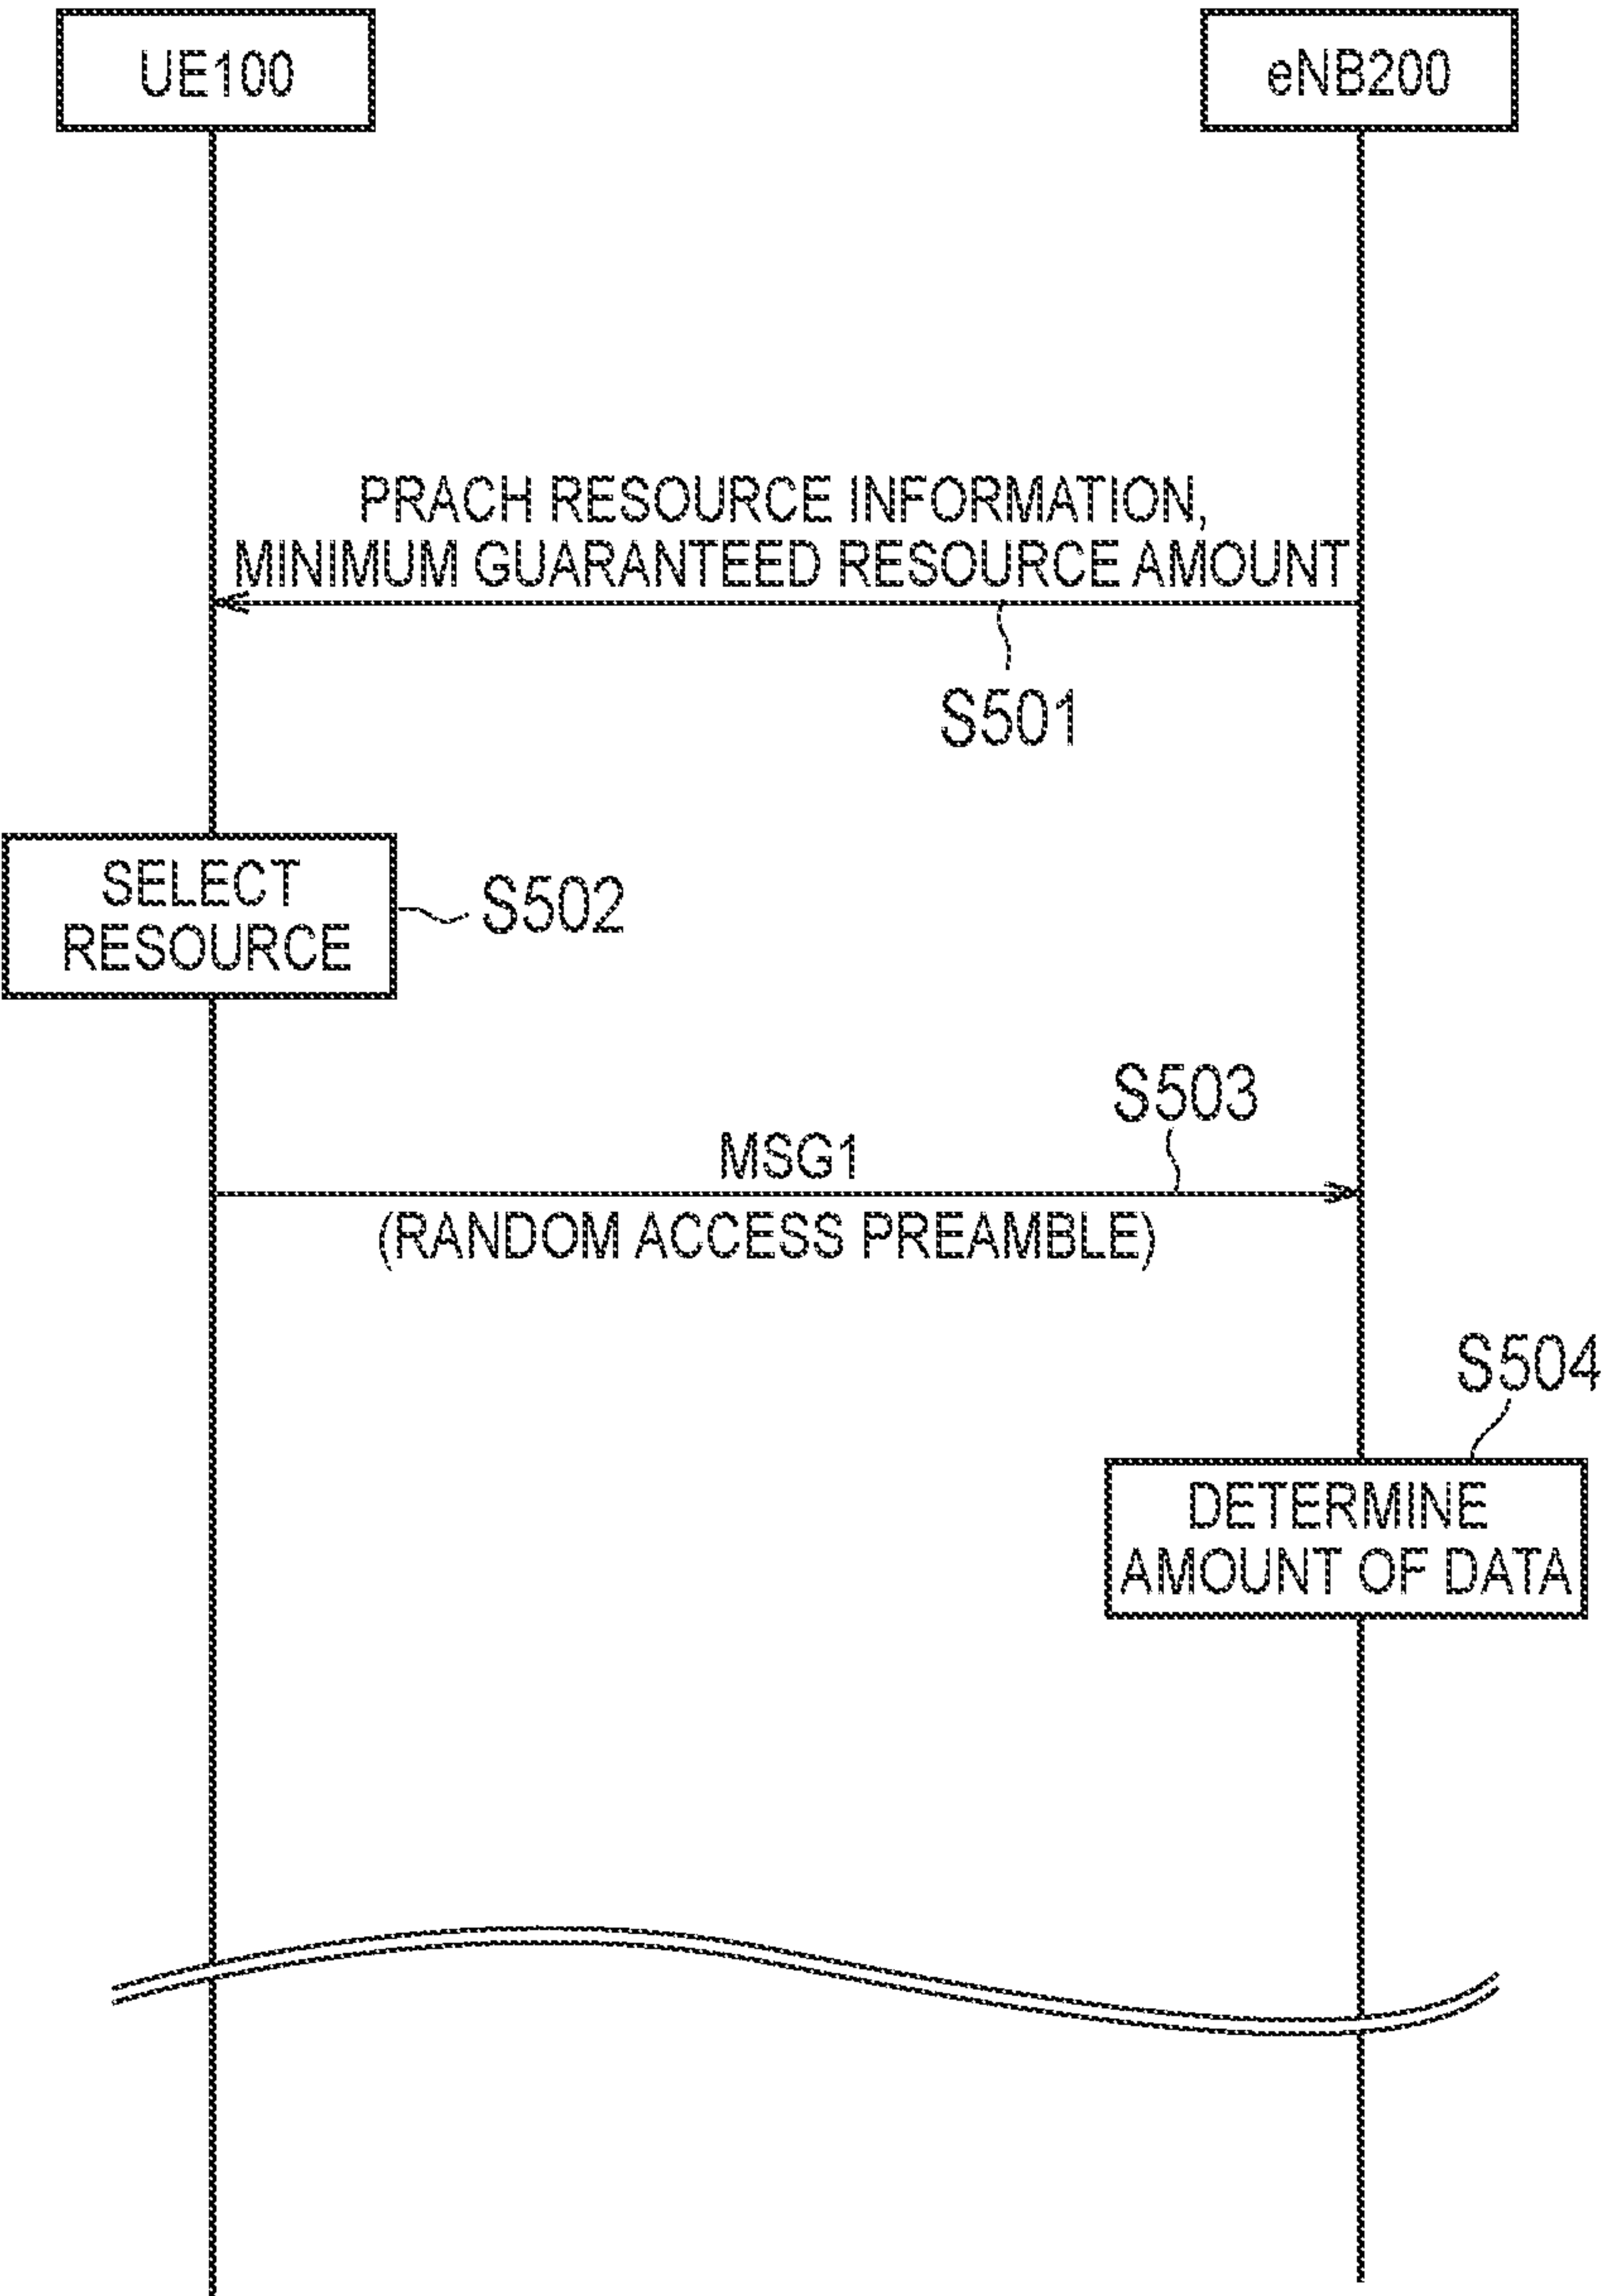 UE100
eNB200
PRACH RESOURCE INFORMATION,
MINIMUM GUARANTEED RESOURCE AMOUNT
S501
SELECT
RESOURCE
S502
S503
MSG1
(RANDOM ACCESS PREAMBLE)
S504
DETERMINE
AMOUNT OF DATA